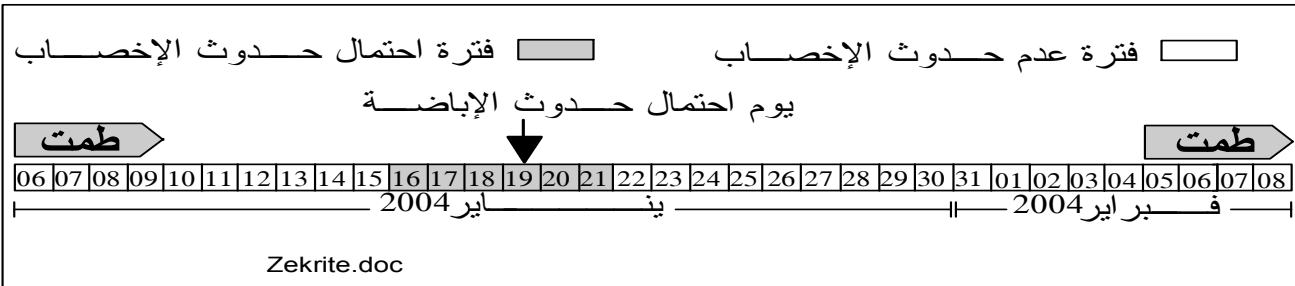 فترة عدم حدوث الإخصاب
فترة احتمال حدوث الإخصاب
يوم احتمال حدوث الإباضة
طمت
طمت
06 07 08 09 10 11 12 13 14 15 16 17 18 19 20 21 22 23 24 25 26 27 28 29 30 31 01 02 03 04 05 06 07 08
يناير 2004
فبراير 2004
Zekrite.doc